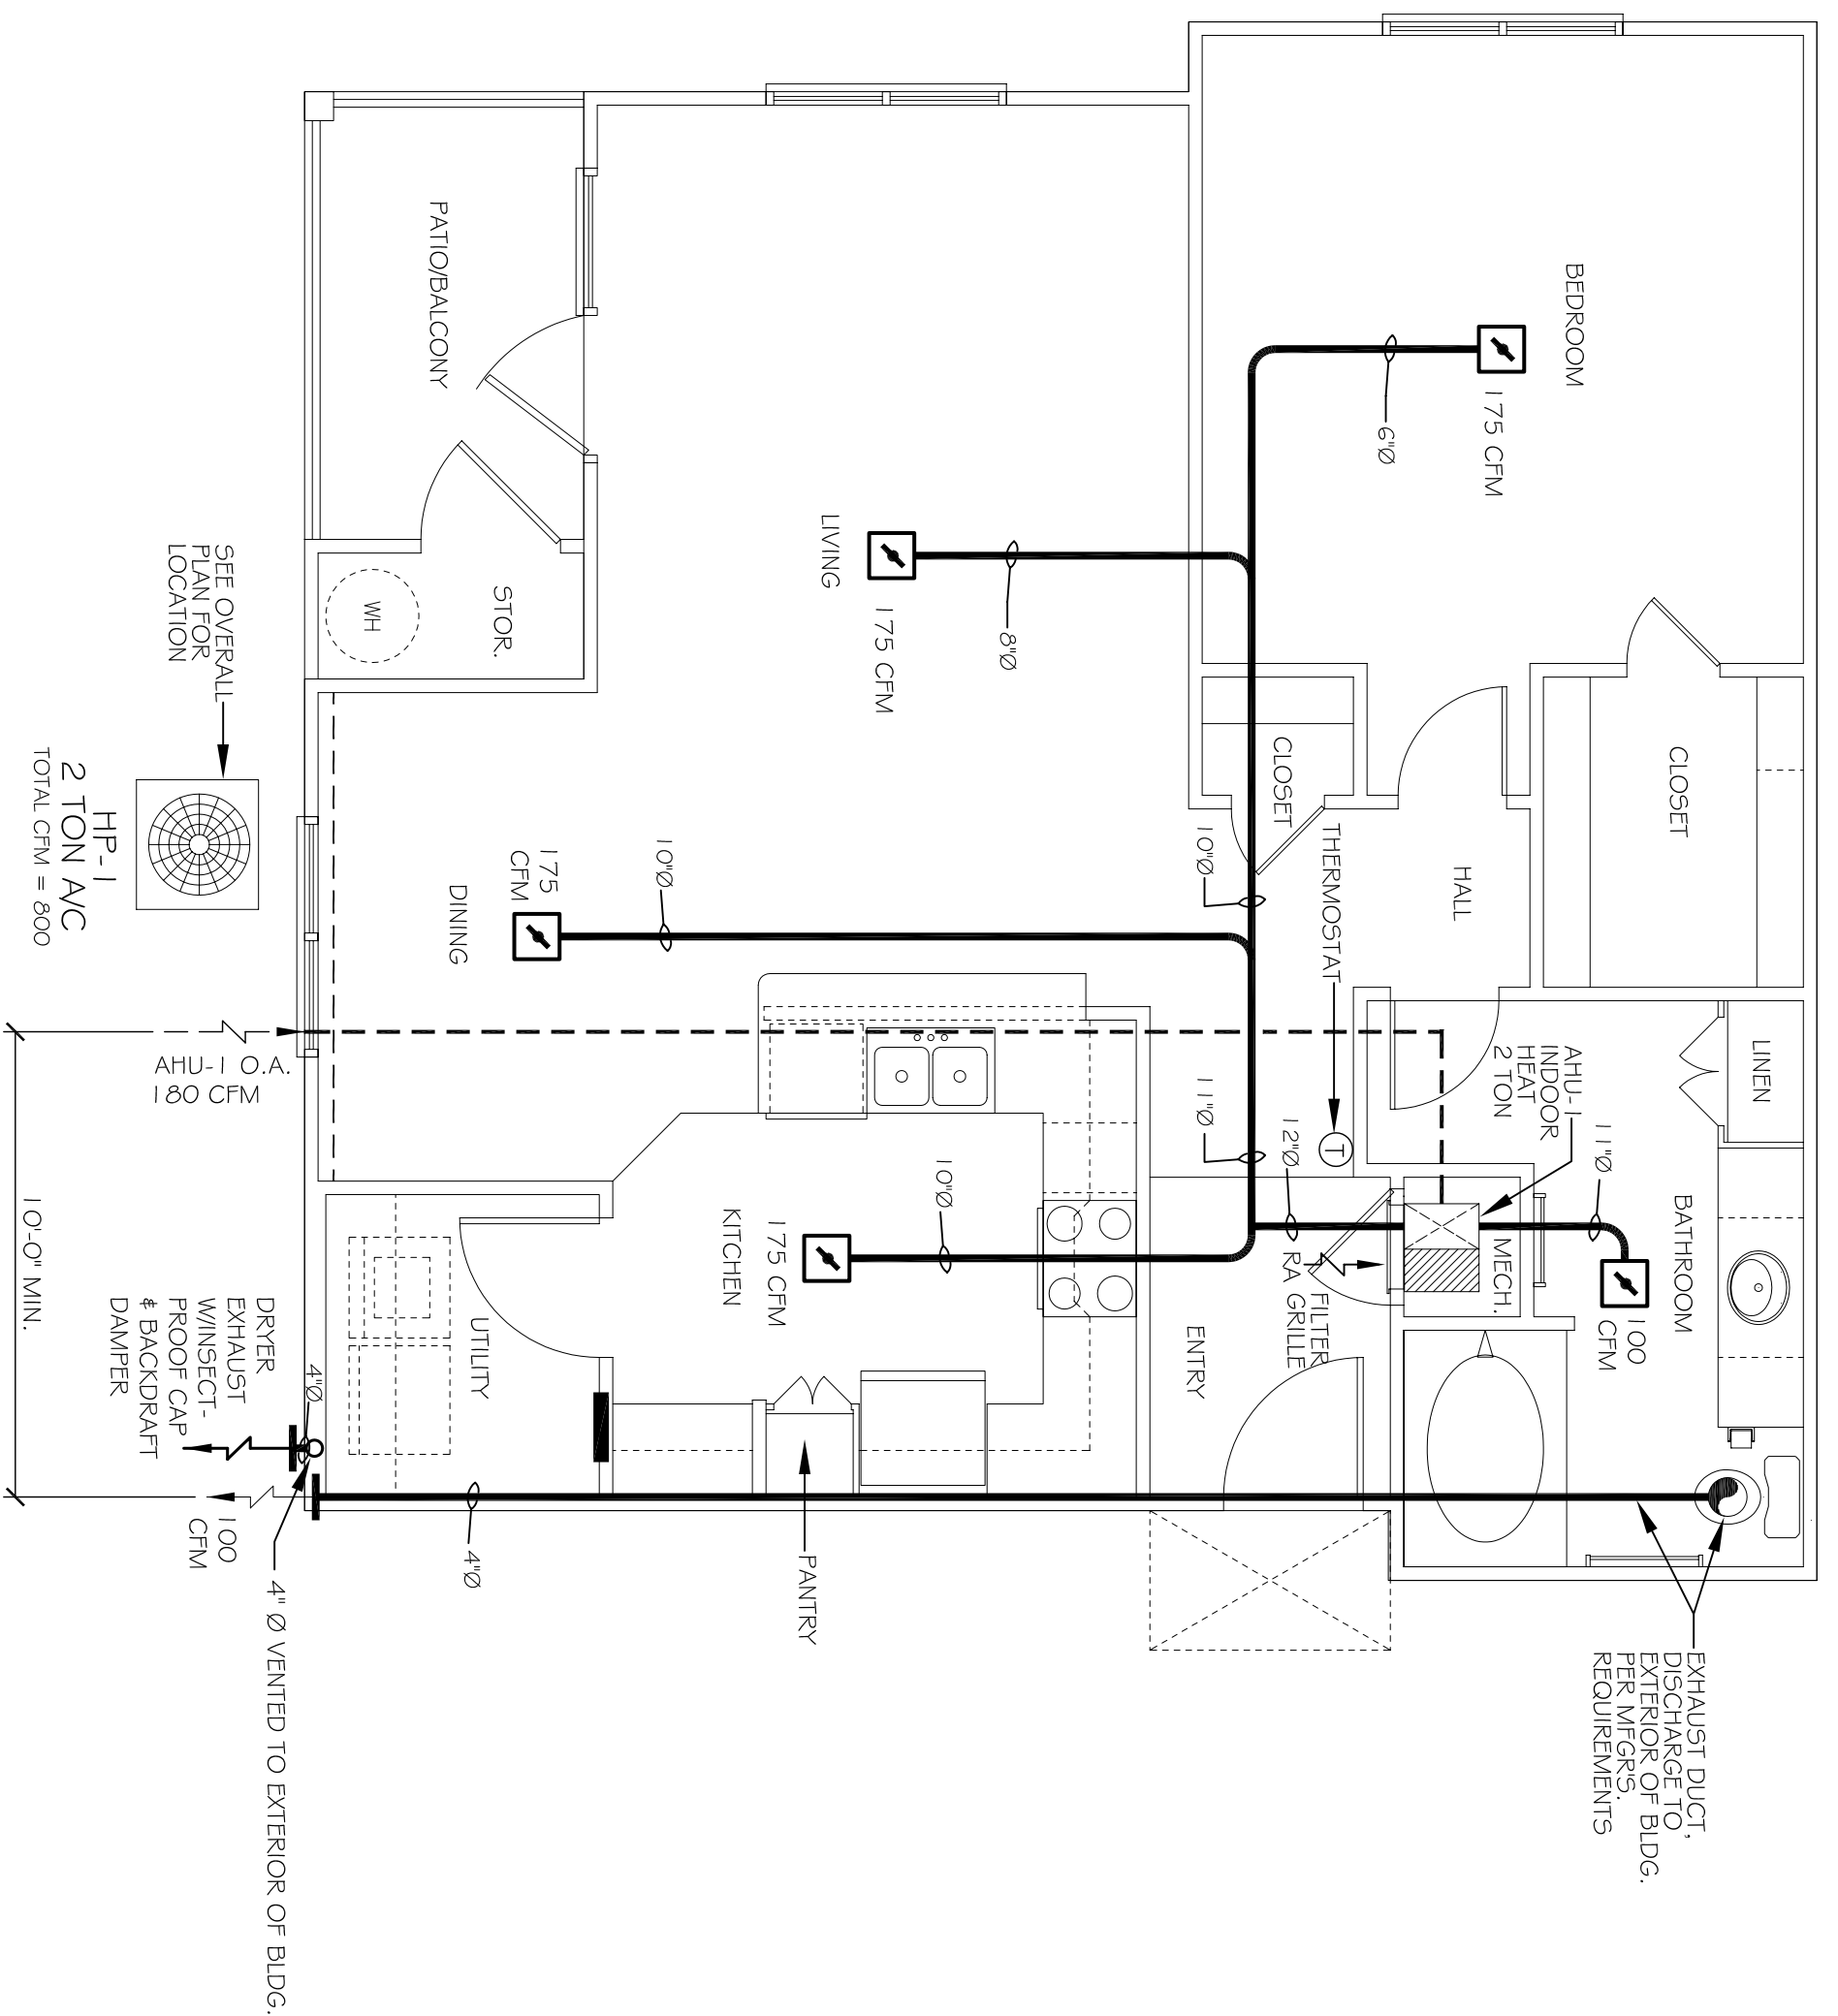 EXHAUST DUCT,
DISCHARGE TO
EXTERIOR OF BLDG.
PER MFGR'S.
REQUIREMENTS
LINEN
BATHROOM
100
CFM
11"Ø
AHU-1
INDOOR
HEAT
2 TON
MECH.
CLOSET
BEDROOM
175 CFM
6"Ø
HALL
THERMOSTAT
T
CLOSET
12"Ø
FILTER
RA GRILLE
ENTRY
10"Ø
11"Ø
8"Ø
10"Ø
LIVING
175 CFM
KITCHEN
175 CFM
PANTRY
10"Ø
175
CFM
DINING
UTILITY
4"Ø
PATIO/BALCONY
STOR.
WH
4"Ø
SEE OVERALL
PLAN FOR
LOCATION
AHU-1 O.A.
180 CFM
DRYER
EXHAUST
W/INSECT-
PROOF CAP
& BACKDRAFT
DAMPER
100
CFM
4" Ø VENTED TO EXTERIOR OF BLDG.
HP-1
2 TON A/C
TOTAL CFM = 800
10'-0" MIN.